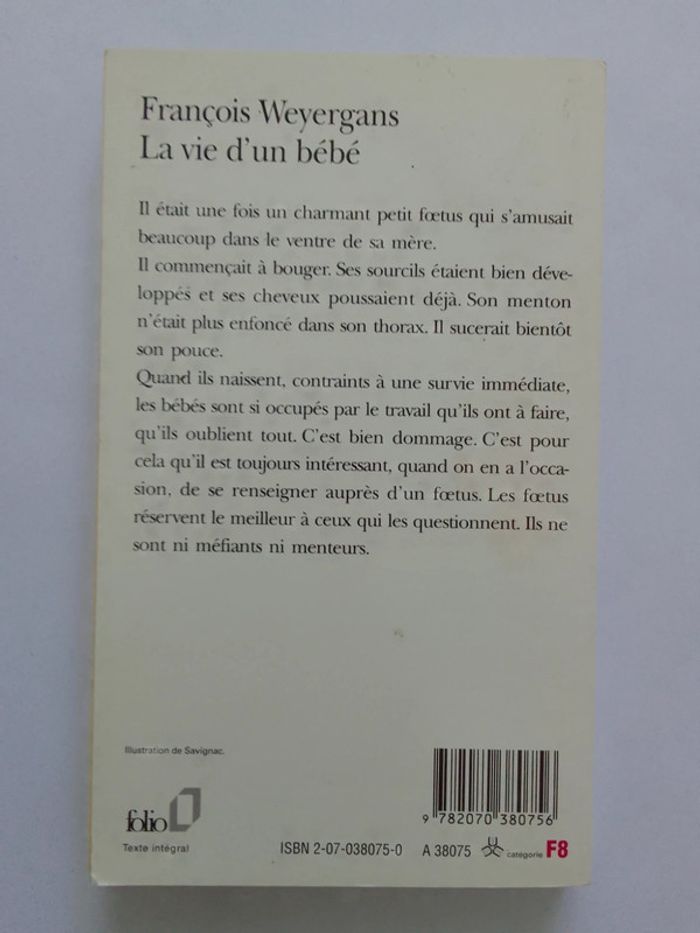 François Weyergans
La vie d'un bébé
Il était une fois un charmant petit fœtus qui s'amusait
beaucoup dans le ventre de sa mère.
Il commençait à bouger. Ses sourcils étaient bien déve-
loppés et ses cheveux poussaient déjà. Son menton
n'était plus enfoncé dans son thorax. Il sucerait bientôt
son pouce.
Quand ils naissent, contraints à une survie immédiate,
les bébés sont si occupés par le travail qu'ils ont à faire,
qu'ils oublient tout. C'est bien dommage. C'est pour
cela qu'il est toujours intéressant, quand on en a l'occa-
sion, de se renseigner auprès d'un fœtus. Les fœtus
réservent le meilleur à ceux qui les questionnent. Ils ne
sont ni méfiants ni menteurs.
Illustration de Savignac.
9 782070 380756
folio
Texte intégral
ISBN 2-07-038075-0 A 38075 catégorie F8